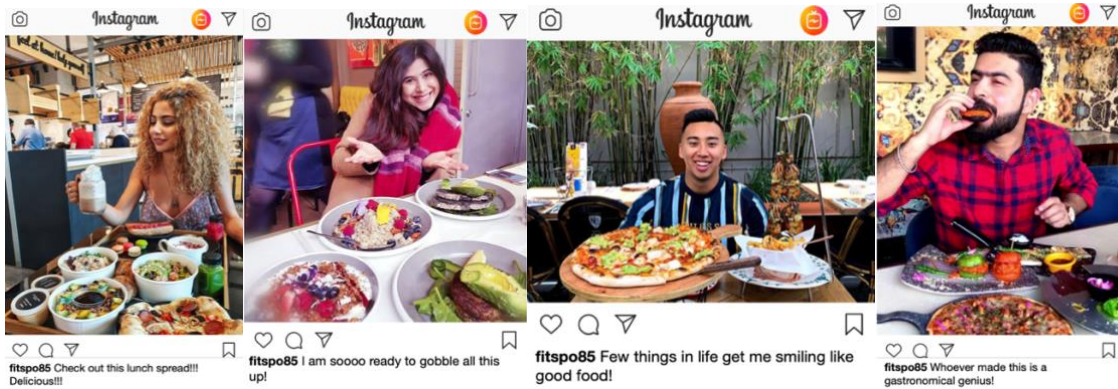 Instagram
Instagram
Instagram
Instagram
fitspo85 Check out this lunch spread!!!
Delicious!!!
fitspo85 I am soooo ready to gobble all this
up!
fitspo85 Few things in life get me smiling like
good food!
fitspo85 Whoever made this is a
gastronomical genius!